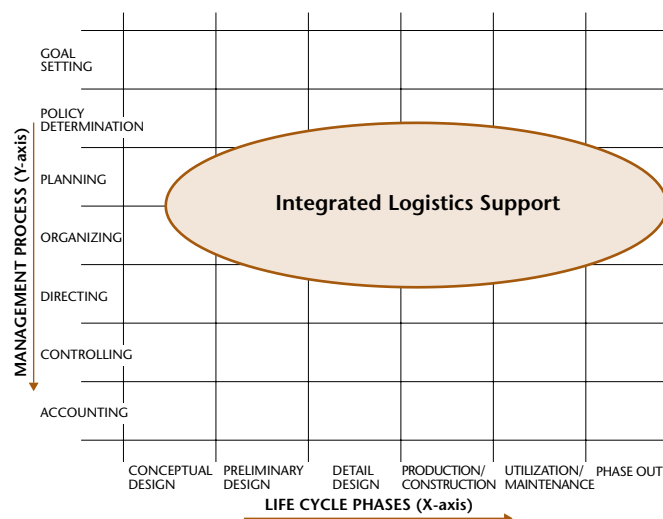 GOAL
SETTING
POLICY
DETERMINATION
PLANNING
ORGANIZING
DIRECTING
CONTROLLING
ACCOUNTING
MANAGEMENT PROCESS (Y-axis)
Integrated Logistics Support
CONCEPTUAL
DESIGN
PRELIMINARY
DESIGN
DETAIL
DESIGN
PRODUCTION/
CONSTRUCTION
UTILIZATION/
MAINTENANCE
PHASE OUT
LIFE CYCLE PHASES (X-axis)